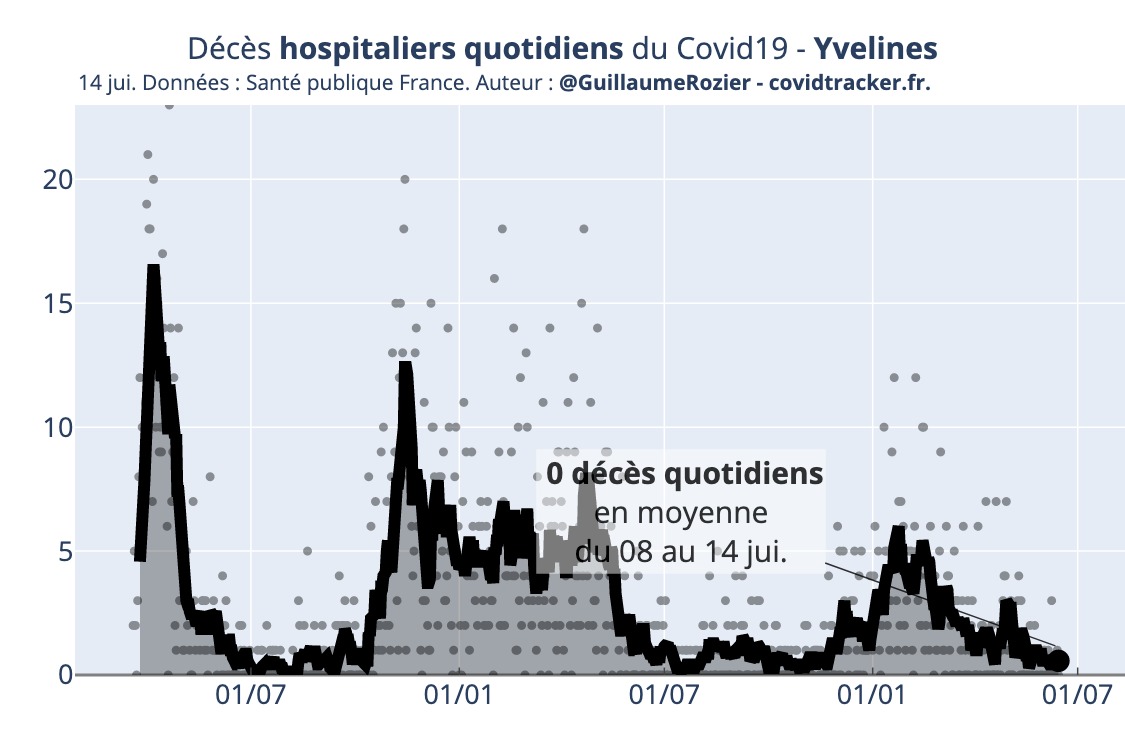 Décès hospitaliers quotidiens du Covid19 - Yvelines
14 jui. Données : Santé publique France. Auteur : @GuillaumeRozier - covidtracker.fr.
20
15
10
5
0
0 décès quotidiens
en moyenne
du 08 au 14 jui.
01/07 01/01 01/07 01/01 01/07